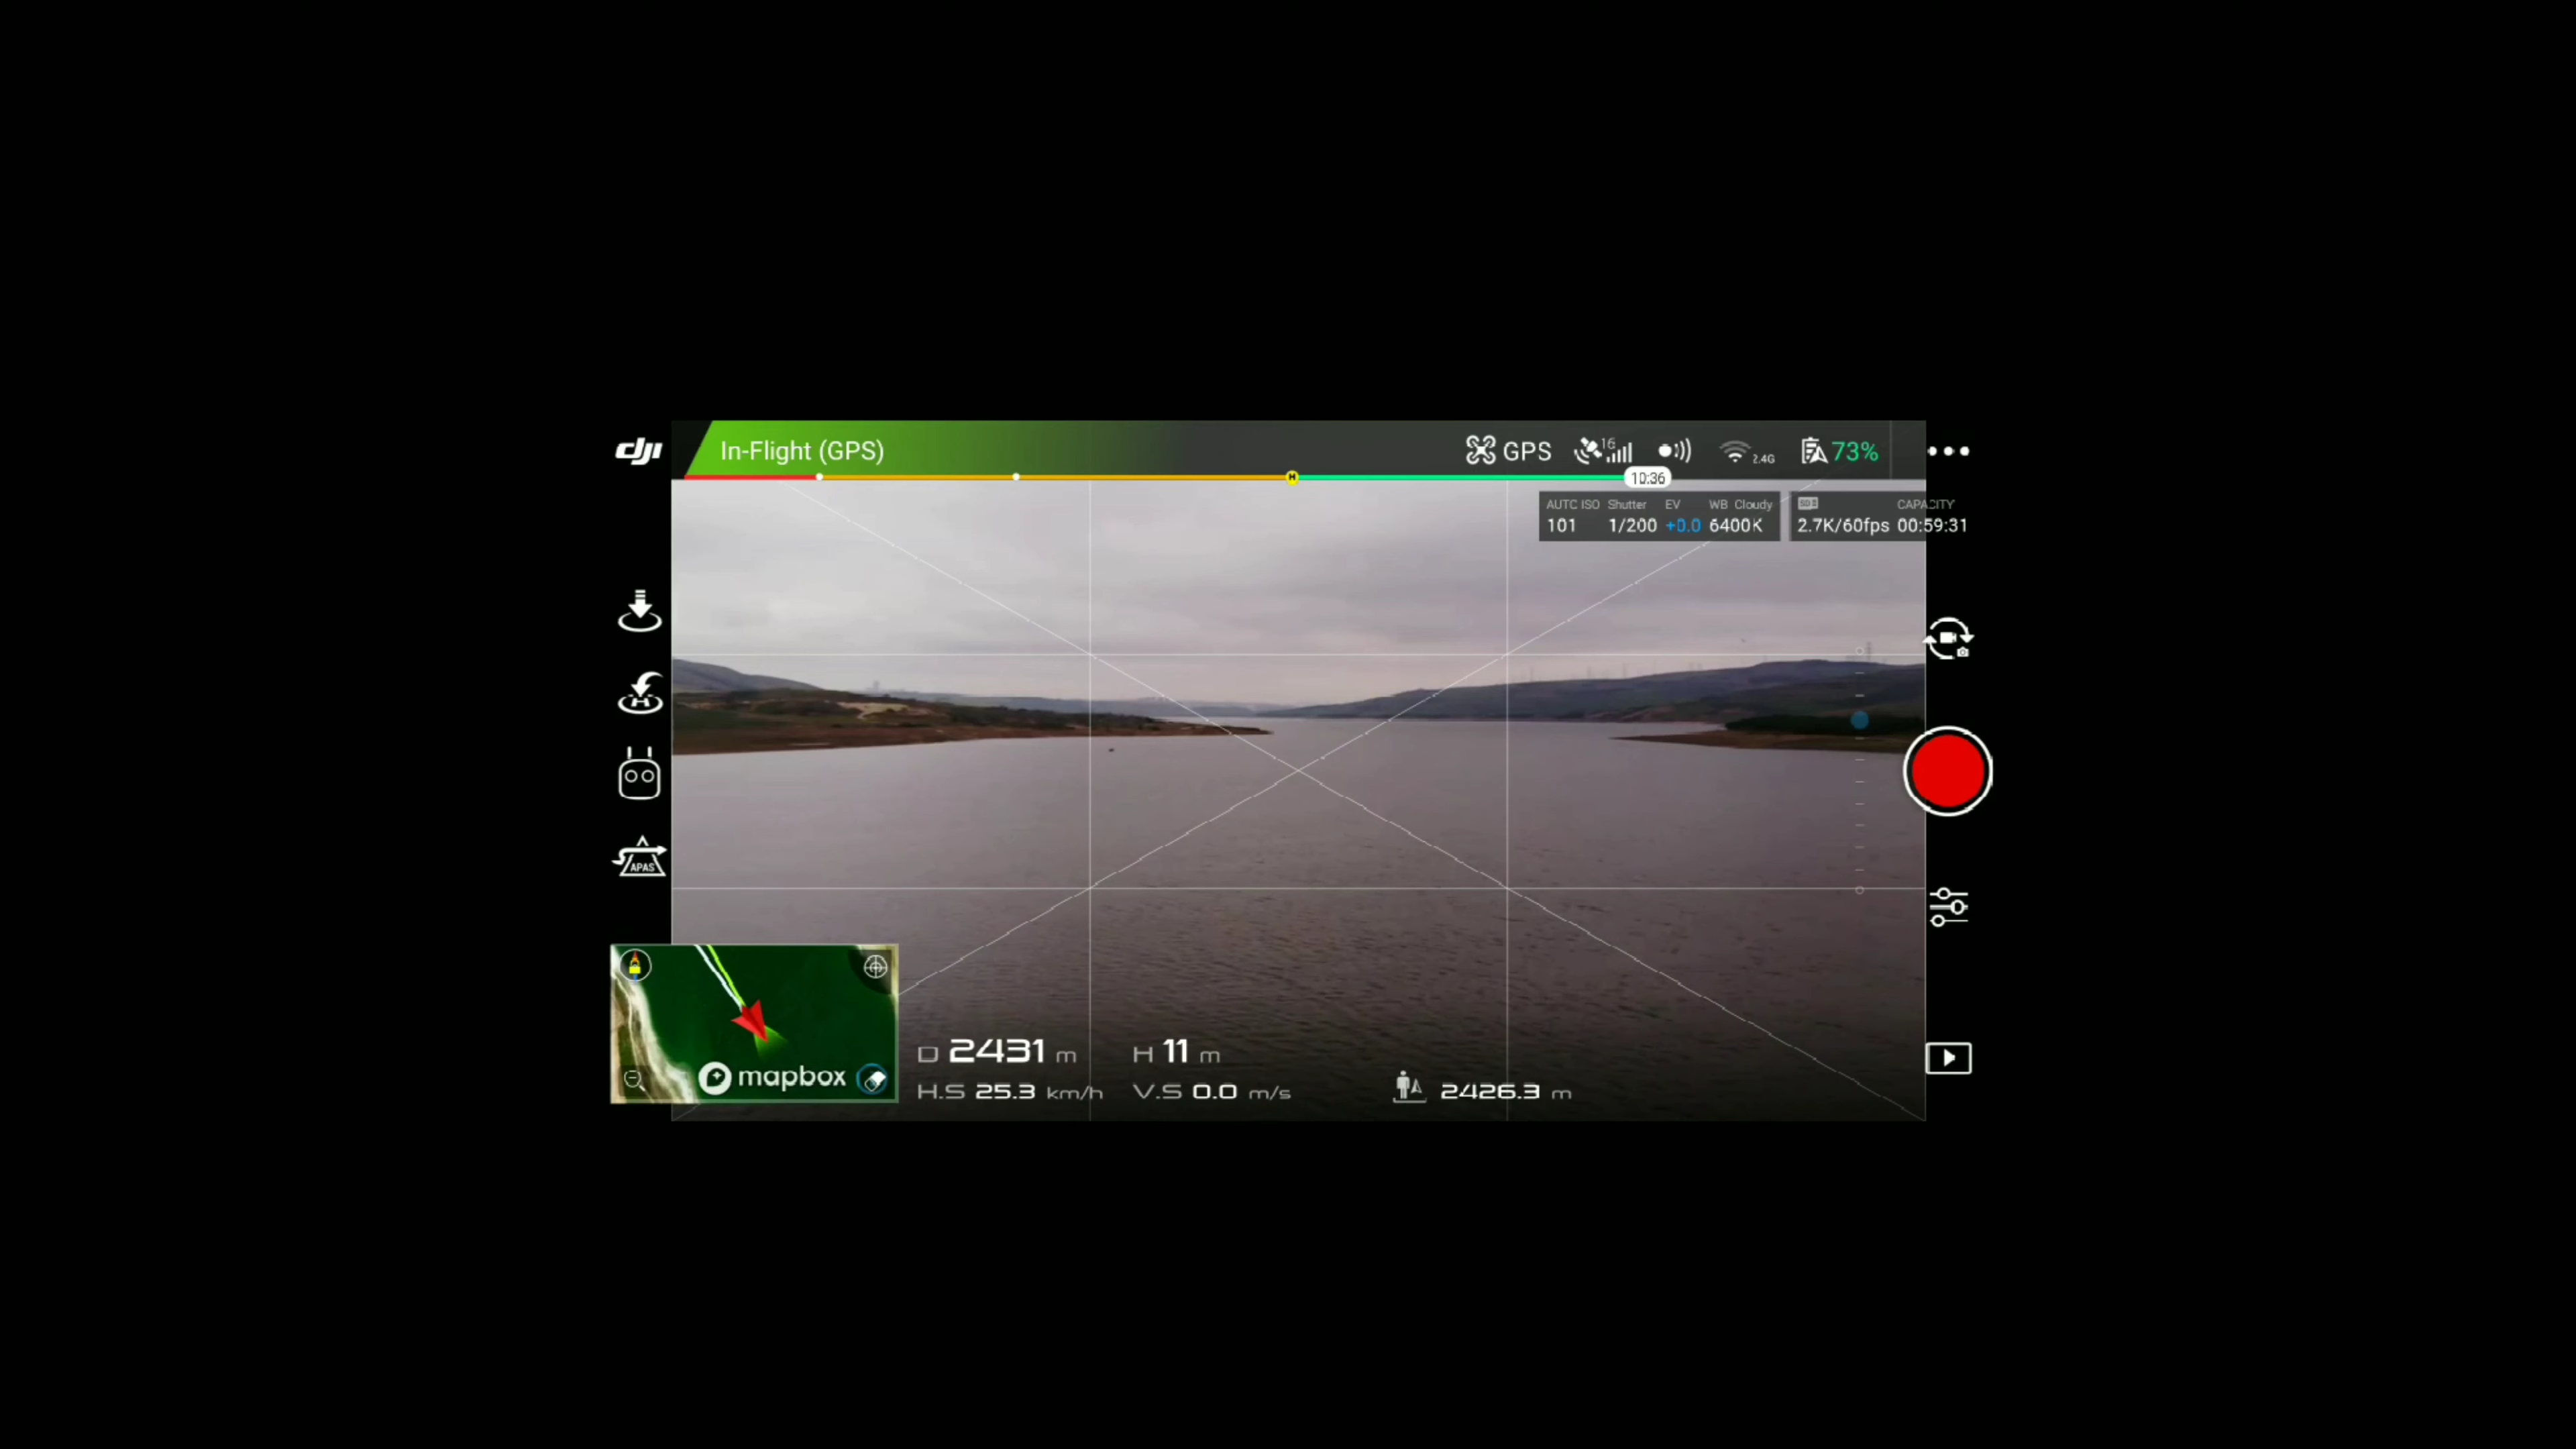 dji In-Flight (GPS) GPS 16 2.4G 73%
10:36
AUTO ISO Shutter EV WB Cloudy CAPACITY
101 1/200 +0.0 6400K 2.7K/60fps 00:59:31
APAS
D 2431 m H 11 m
mapbox
H.S 25.3 km/h V.S 0.0 m/s 2426.3 m